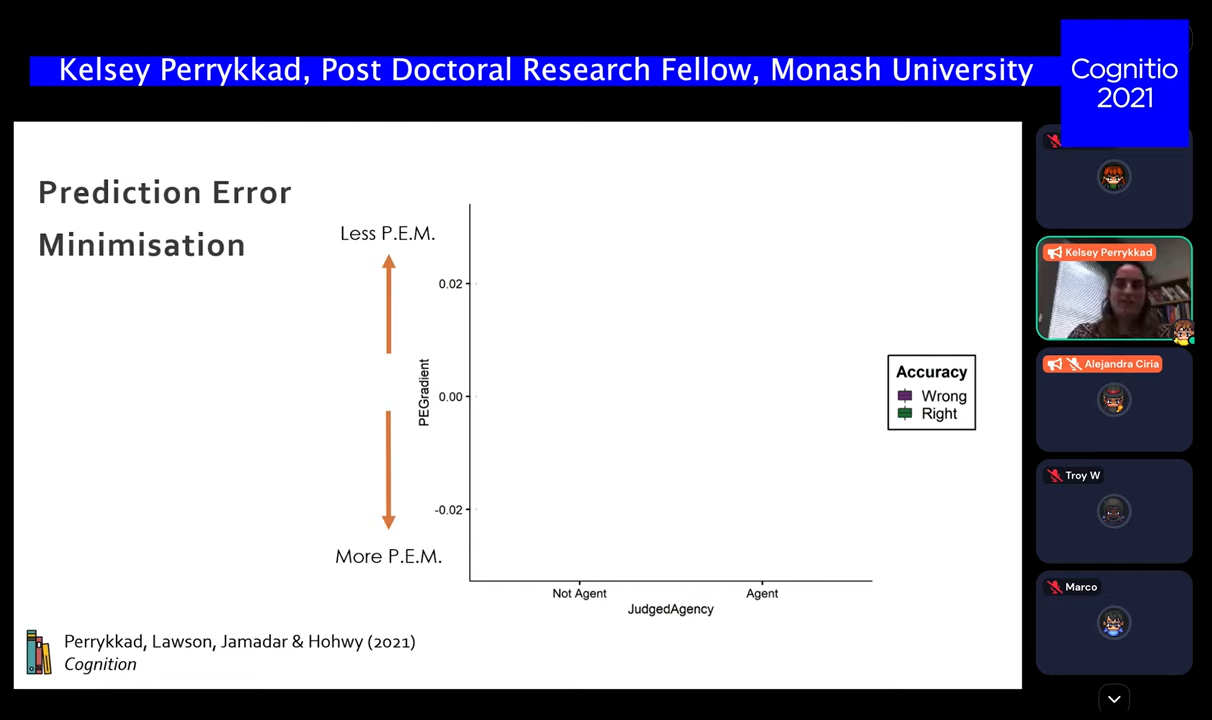 Kelsey Perrykkad, Post Doctoral Research Fellow, Monash University
Cognitio
2021
Prediction Error
Minimisation
Less P.E.M.
0.02
0.00
-0.02
PEGradient
More P.E.M.
Not Agent
Agent
JudgedAgency
Accuracy
Wrong
Right
Perrykkad, Lawson, Jamadar & Hohwy (2021)
Cognition
Kelsey Perrykkad
Alejandra Ciria
Troy W
Marco